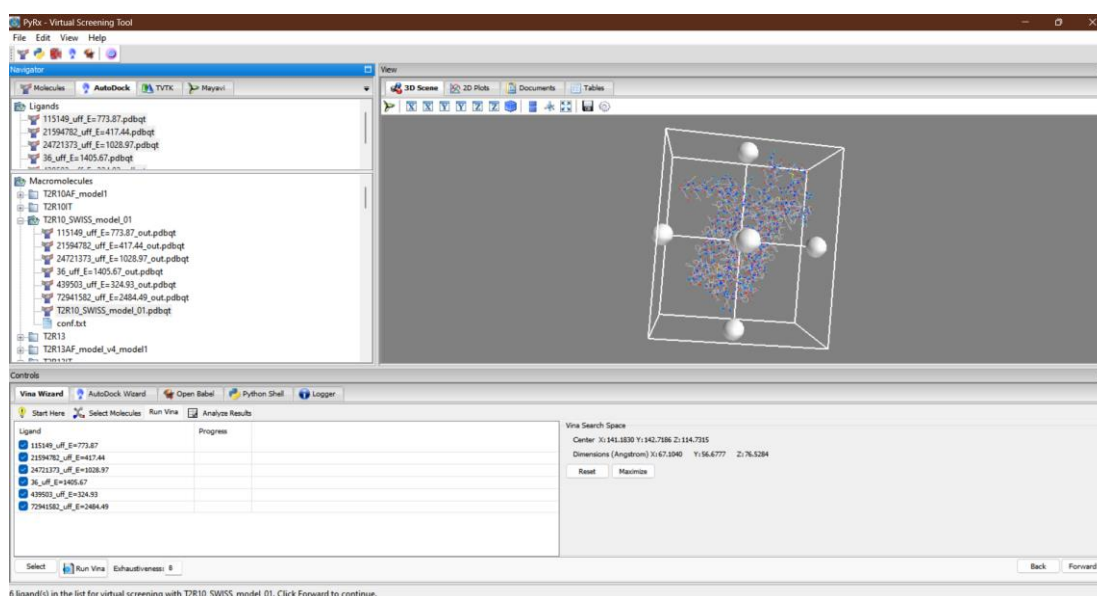 PyRx - Virtual Screening Tool
File Edit View Help
Navigator
View
Molecules AutoDock TVTK Mayavi
3D Scene 2D Plots Documents Tables
Ligands
115149_uff_E=773.87.pdbqt
21594782_uff_E=417.44.pdbqt
24721373_uff_E=1028.97.pdbqt
36_uff_E=1405.67.pdbqt
Macromolecules
T2R10AF_model1
T2R10IT
T2R10_SWISS_model_01
115149_uff_E=773.87_out.pdbqt
21594782_uff_E=417.44_out.pdbqt
24721373_uff_E=1028.97_out.pdbqt
36_uff_E=1405.67_out.pdbqt
439503_uff_E=324.93_out.pdbqt
72941582_uff_E=2484.49_out.pdbqt
T2R10_SWISS_model_01.pdbqt
conf.txt
T2R13
T2R13AF_model_v4_model1
Controls
Vina Wizard AutoDock Wizard Open Babel Python Shell Logger
Start Here Select Molecules Run Vina Analyze Results
Ligand Progress
115149_uff_E=773.87
21594782_uff_E=417.44
24721373_uff_E=1028.97
36_uff_E=1405.67
439503_uff_E=324.93
72941582_uff_E=2484.49
Vina Search Space
Center X:141.1830 Y:142.7186 Z:114.7315
Dimensions (Angstrom) X:67.1040 Y:56.6777 Z:76.5284
Reset Maximize
Select Run Vina Exhaustiveness: 8
Back Forward
6 ligand(s) in the list for virtual screening with T2R10_SWISS_model_01. Click Forward to continue.